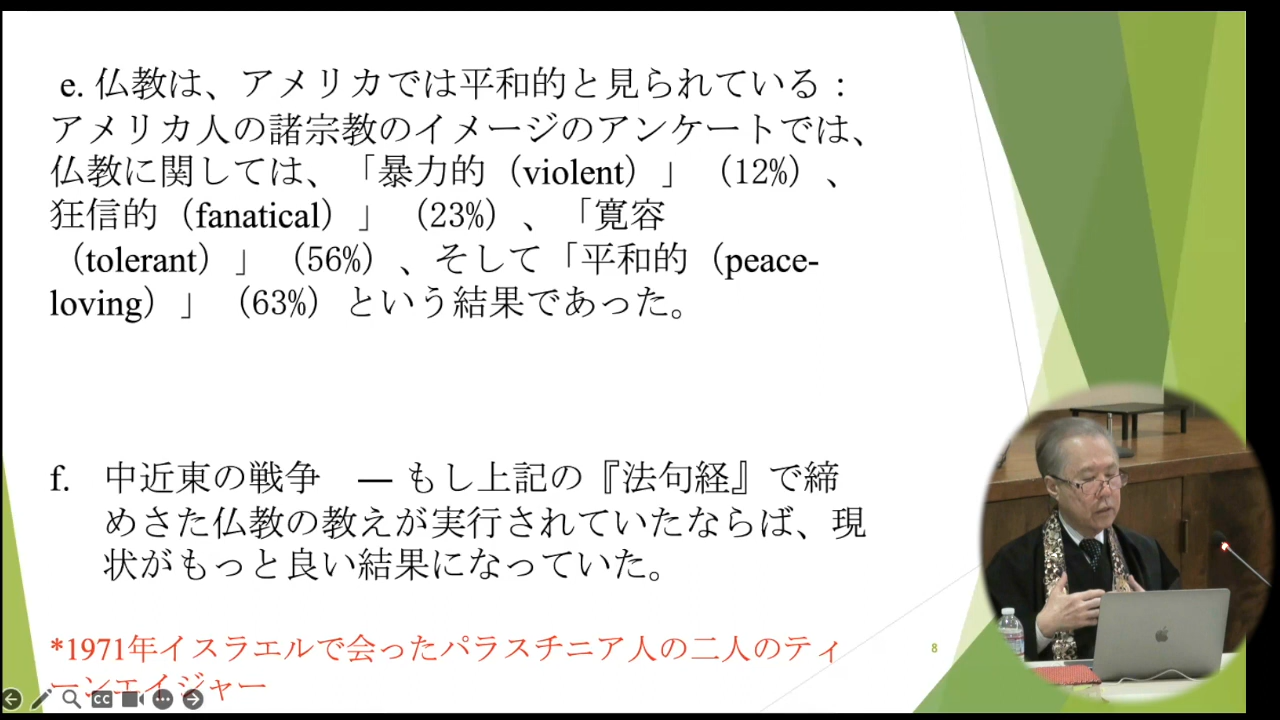 e. 仏教は、アメリカでは平和的と見られている：
アメリカ人の諸宗教のイメージのアンケートでは、
仏教に関しては、「暴力的（violent）」（12%）、
狂信的（fanatical）」（23%）、「寛容
（tolerant）」（56%）、そして「平和的（peace-
loving）」（63%）という結果であった。
f. 中近東の戦争 ― もし上記の『法句経』で締
めさた仏教の教えが実行されていたならば、現
状がもっと良い結果になっていた。
*1971年イスラエルで会ったパラスチニア人の二人のティ
ーンエイジャー
8
CC